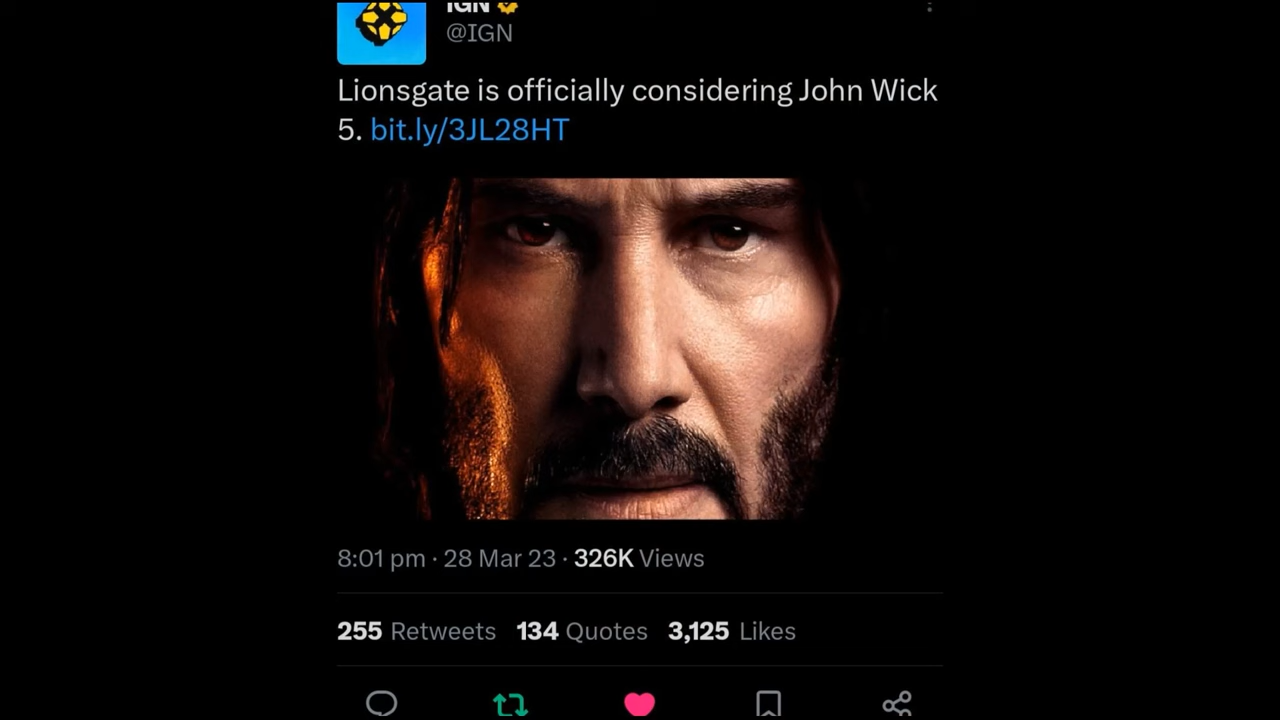 IGN
@IGN
Lionsgate is officially considering John Wick
5. bit.ly/3JL28HT
8:01 pm · 28 Mar 23 · 326K Views
255 Retweets 134 Quotes 3,125 Likes